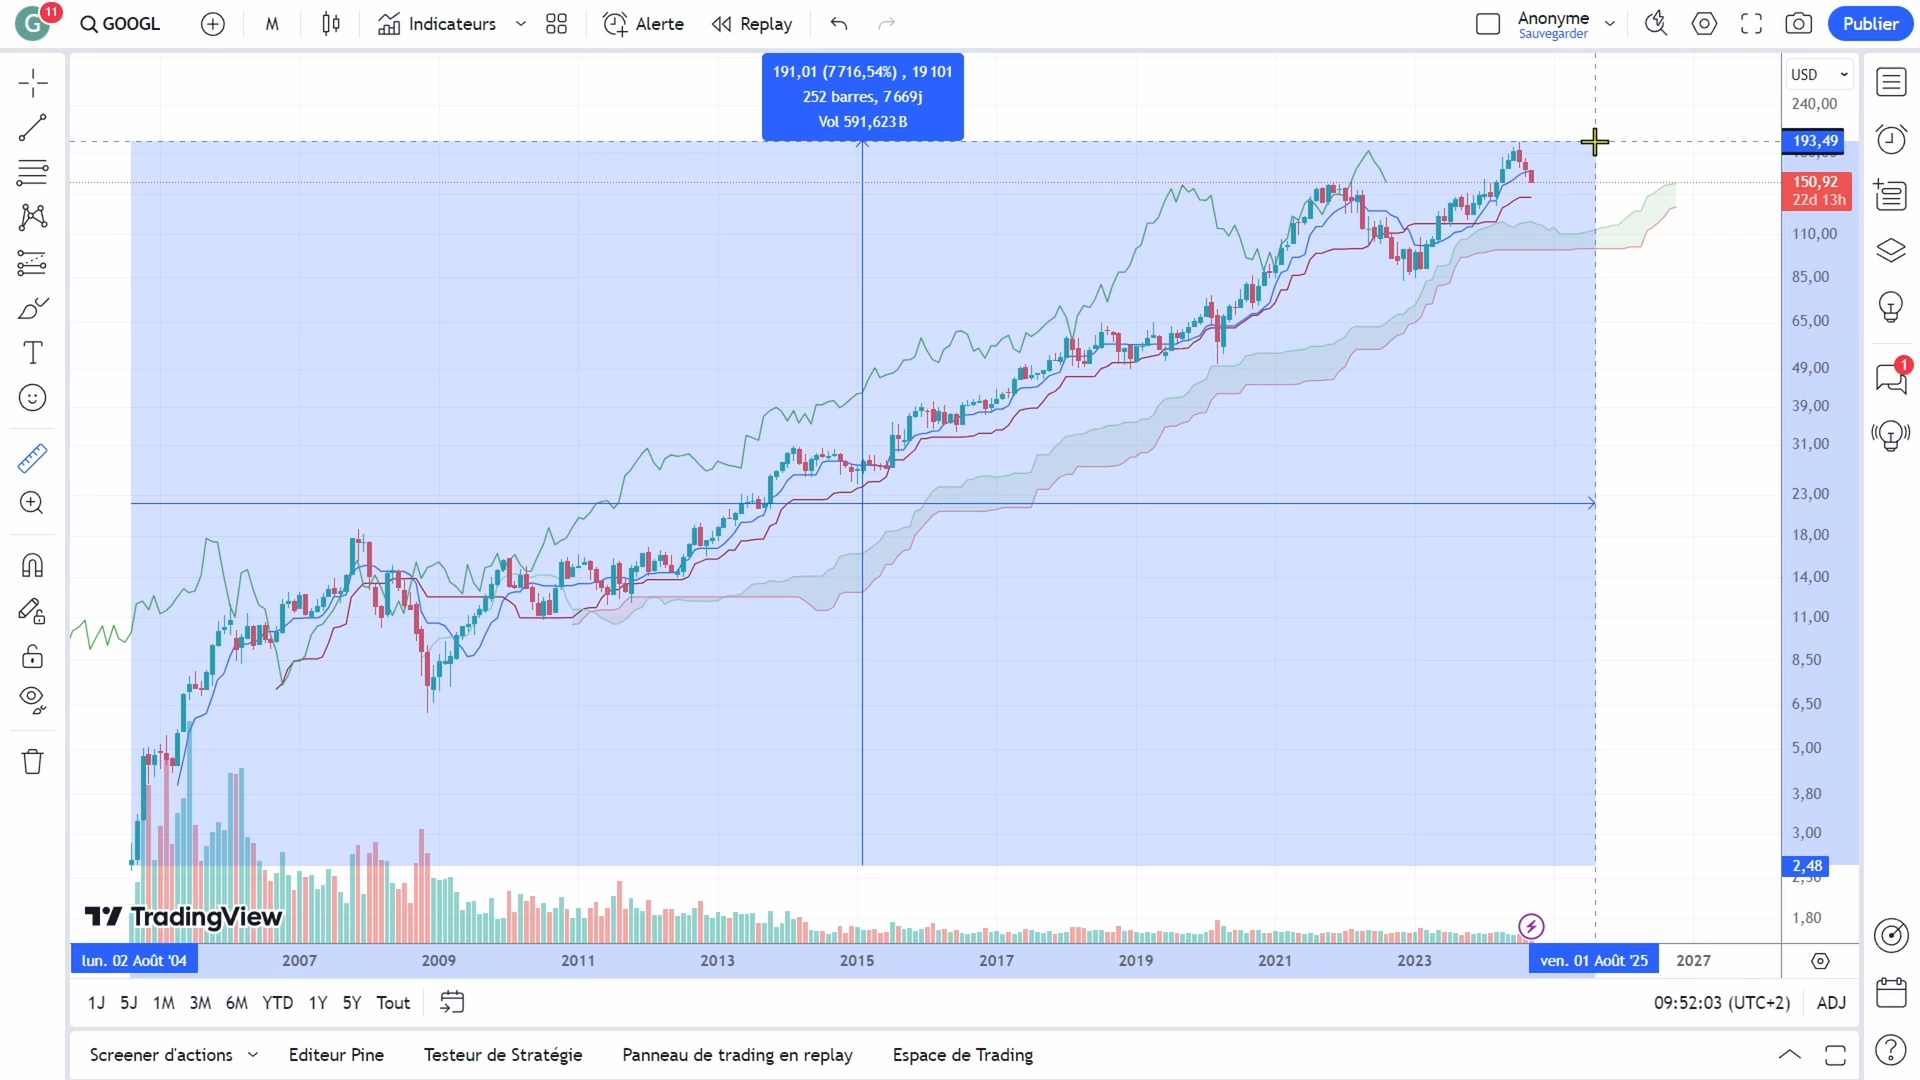 G 11 GOOGL M Indicateurs Alerte Replay Anonyme Publier
Sauvegarder
191,01 (7 716,54%) , 19 101
252 barres, 7 669j
Vol 591,623 B
USD
240,00
193,49
150,92
22d 13h
110,00
85,00
65,00
49,00
39,00
31,00
23,00
18,00
14,00
11,00
8,50
6,50
5,00
3,80
3,00
2,48
1,80
1
TradingView
lun. 02 Août '04 2007 2009 2011 2013 2015 2017 2019 2021 2023 ven. 01 Août '25 2027
1J 5J 1M 3M 6M YTD 1Y 5Y Tout 09:52:03 (UTC+2) ADJ
Screener d'actions Editeur Pine Testeur de Stratégie Panneau de trading en replay Espace de Trading